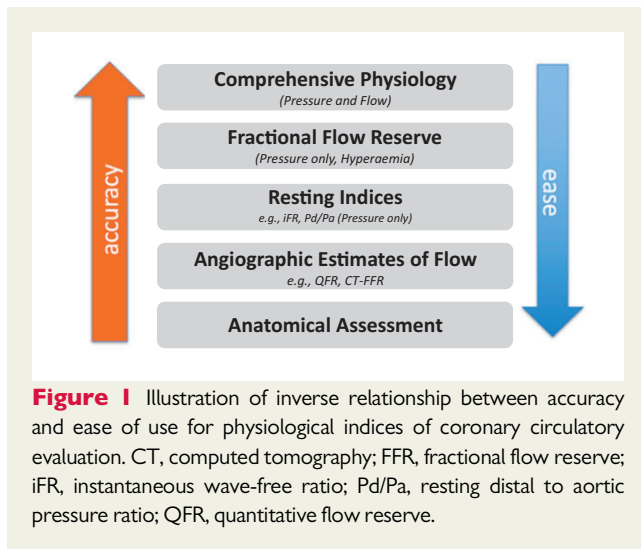 Comprehensive Physiology
(Pressure and Flow)
Fractional Flow Reserve
(Pressure only, Hyperaemia)
Resting Indices
e.g., iFR, Pd/Pa (Pressure only)
Angiographic Estimates of Flow
e.g., QFR, CT-FFR
Anatomical Assessment
accuracy
ease
Figure 1 Illustration of inverse relationship between accuracy
and ease of use for physiological indices of coronary circulatory
evaluation. CT, computed tomography; FFR, fractional flow reserve;
iFR, instantaneous wave-free ratio; Pd/Pa, resting distal to aortic
pressure ratio; QFR, quantitative flow reserve.